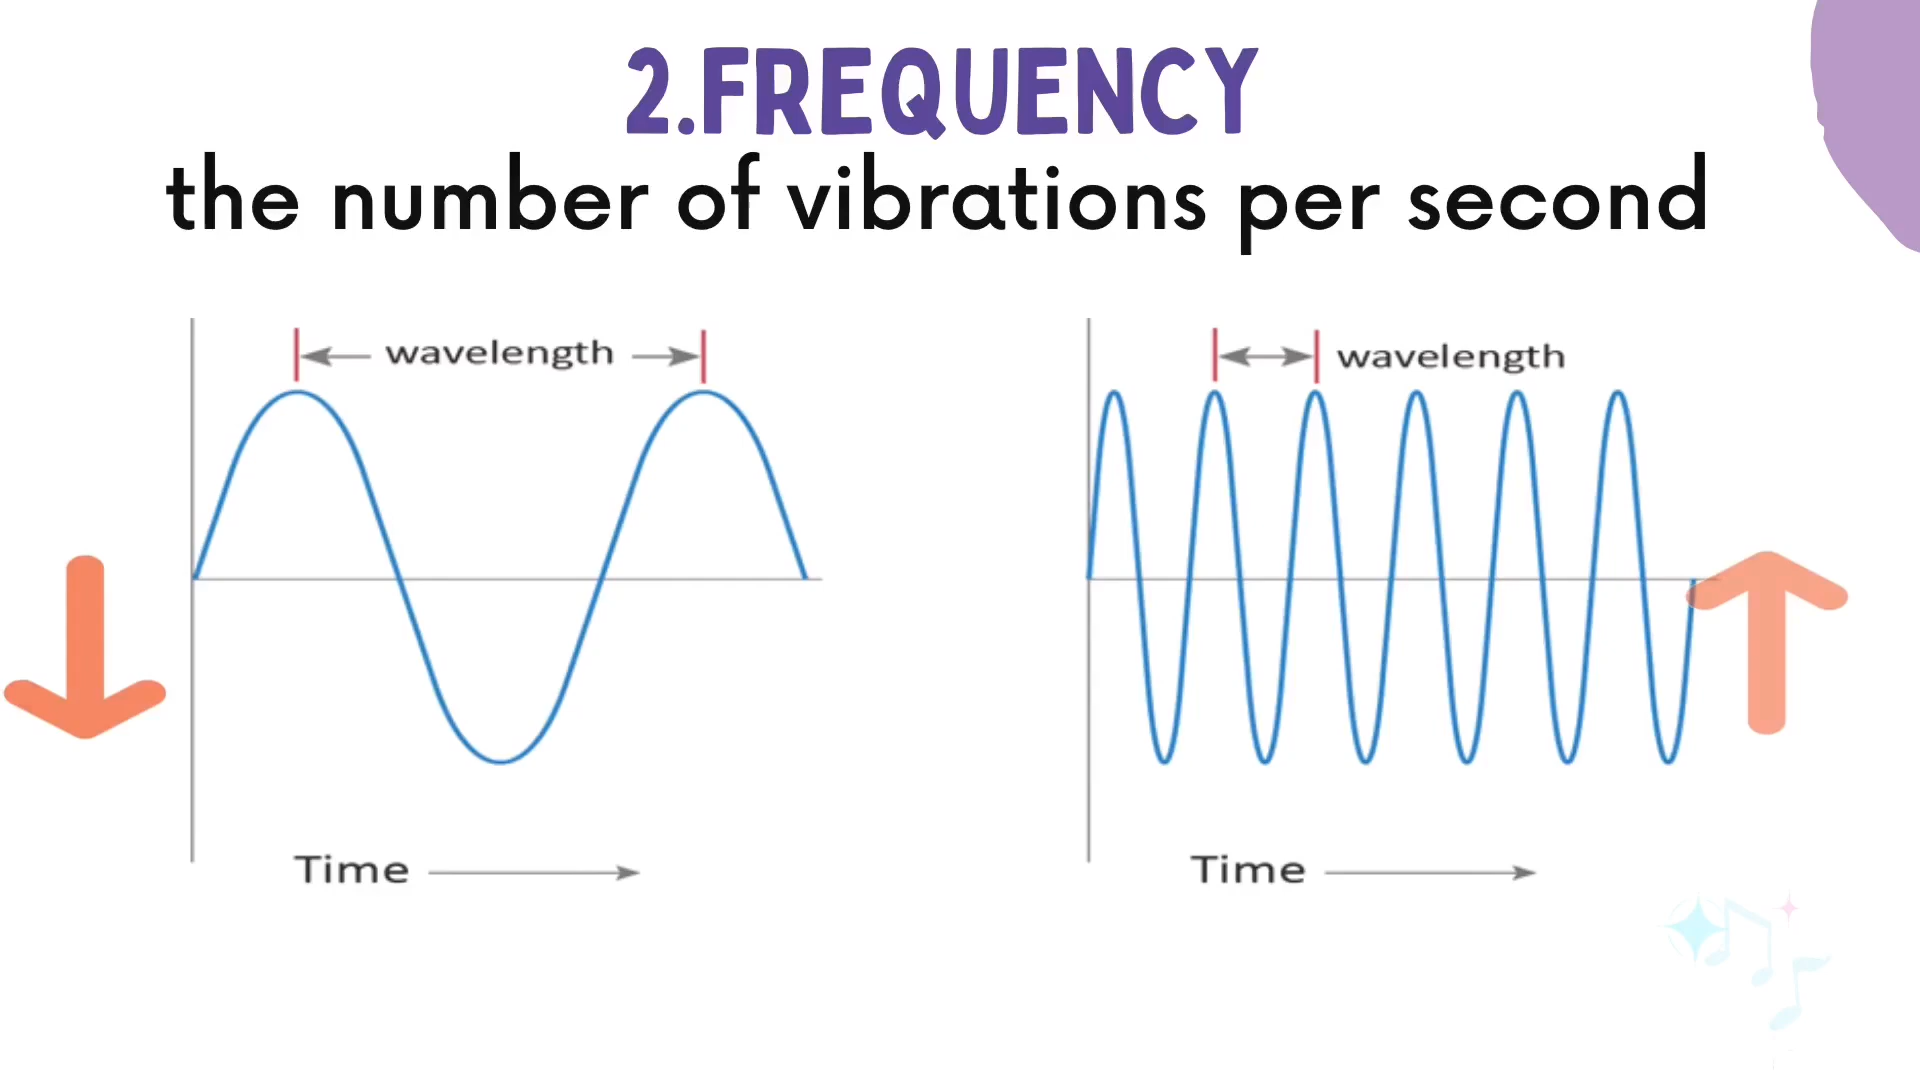 2.FREQUENCY
the number of vibrations per second
wavelength
wavelength
Time
Time